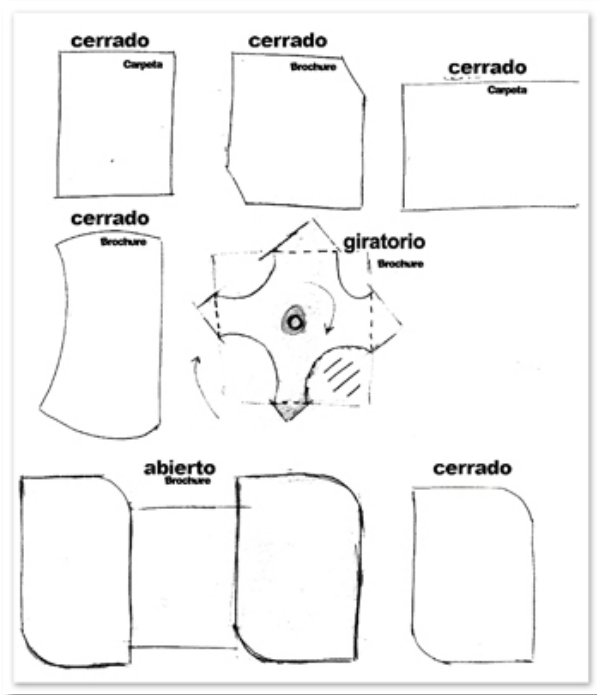 cerrado
Carpeta
cerrado
Brochure
cerrado
Carpeta
cerrado
Brochure
giratorio
Brochure
abierto
Brochure
cerrado